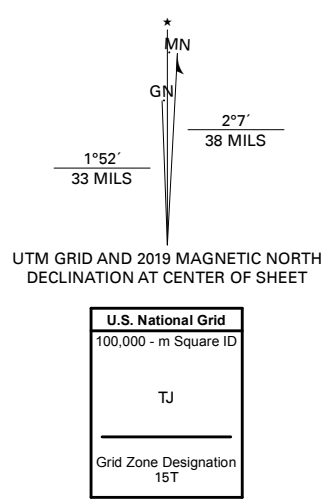 ★
MN
GN
2°7´
38 MILS
1°52´
33 MILS
UTM GRID AND 2019 MAGNETIC NORTH
DECLINATION AT CENTER OF SHEET
U.S. National Grid
100,000 - m Square ID
TJ
Grid Zone Designation
15T